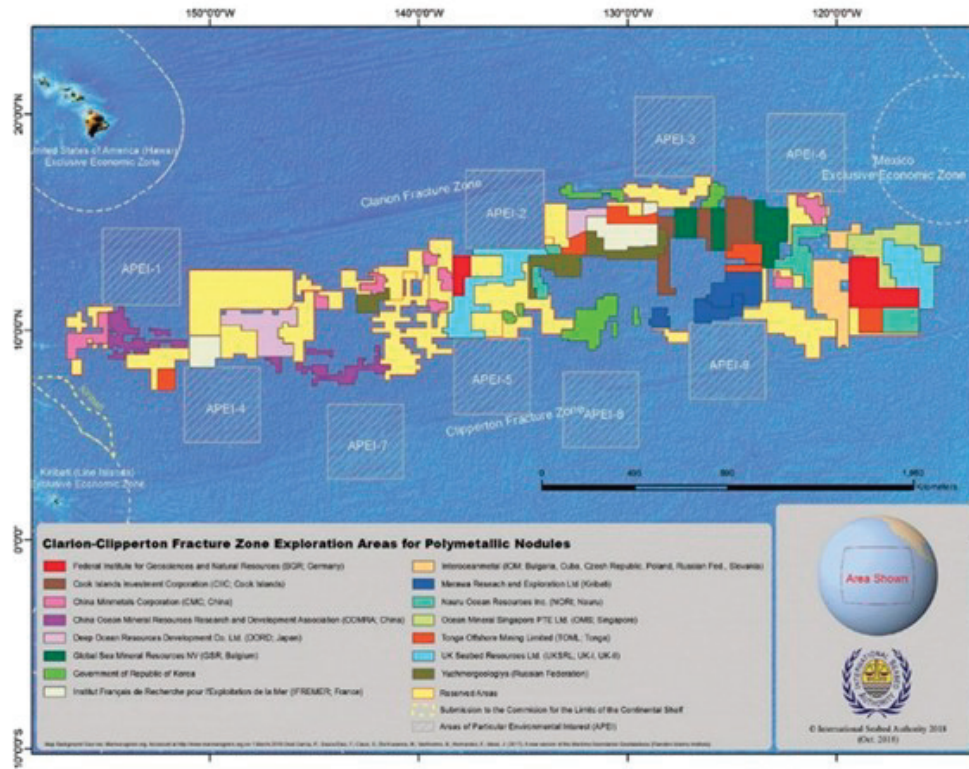 150°0'0"W 140°0'0"W 130°0'0"W 120°0'0"W
20°0'0"N
10°0'0"N
0°0'0"
10°0'0"S
United States of America (Hawaii)
Exclusive Economic Zone
Mexico
Exclusive Economic Zone
Clarion Fracture Zone
Clipperton Fracture Zone
APEI-1
APEI-2
APEI-3
APEI-6
APEI-4
APEI-5
APEI-9
APEI-7
APEI-8
Kiribati (Line Islands)
Exclusive Economic Zone
0
Kilometers
Clarion-Clipperton Fracture Zone Exploration Areas for Polymetallic Nodules
Federal Institute for Geosciences and Natural Resources (BGR; Germany)
Cook Islands Investment Corporation (CIIC; Cook Islands)
China Minmetals Corporation (CMC; China)
China Ocean Mineral Resources Research and Development Association (COMRA; China)
Deep Ocean Resources Development Co. Ltd. (DORD; Japan)
Global Sea Mineral Resources NV (GSR; Belgium)
Government of Republic of Korea
Institut Français de Recherche pour l'Exploitation de la Mer (IFREMER; France)
Interoceanmetal (IOM; Bulgaria, Cuba, Czech Republic, Poland, Russian Fed., Slovakia)
Marawa Research and Exploration Ltd (Kiribati)
Nauru Ocean Resources Inc. (NORI; Nauru)
Ocean Mineral Singapore PTE Ltd. (OMS; Singapore)
Tonga Offshore Mining Limited (TOML; Tonga)
UK Seabed Resources Ltd. (UKSRL; UK-I, UK-II)
Yuzhmorgeologiya (Russian Federation)
Reserved Areas
Submission to the Commision for the Limits of the Continental Shelf
Areas of Particular Environmental Interest (APEI)
Area Shown
INTERNATIONAL SEABED AUTHORITY
© International Seabed Authority 2018
(Oct. 2018)